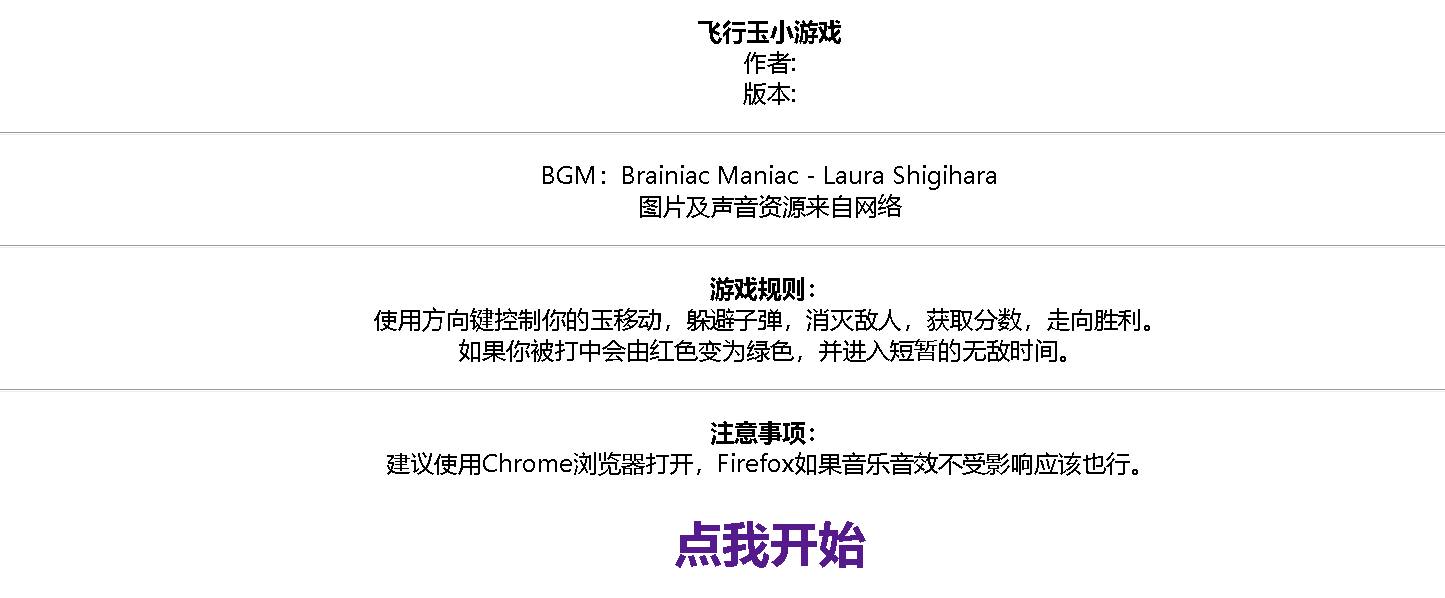 飞行玉小游戏
作者:
版本:
BGM：Brainiac Maniac - Laura Shigihara
图片及声音资源来自网络
游戏规则：
使用方向键控制你的玉移动，躲避子弹，消灭敌人，获取分数，走向胜利。
如果你被打中会由红色变为绿色，并进入短暂的无敌时间。
注意事项：
建议使用Chrome浏览器打开，Firefox如果音乐音效不受影响应该也行。
点我开始